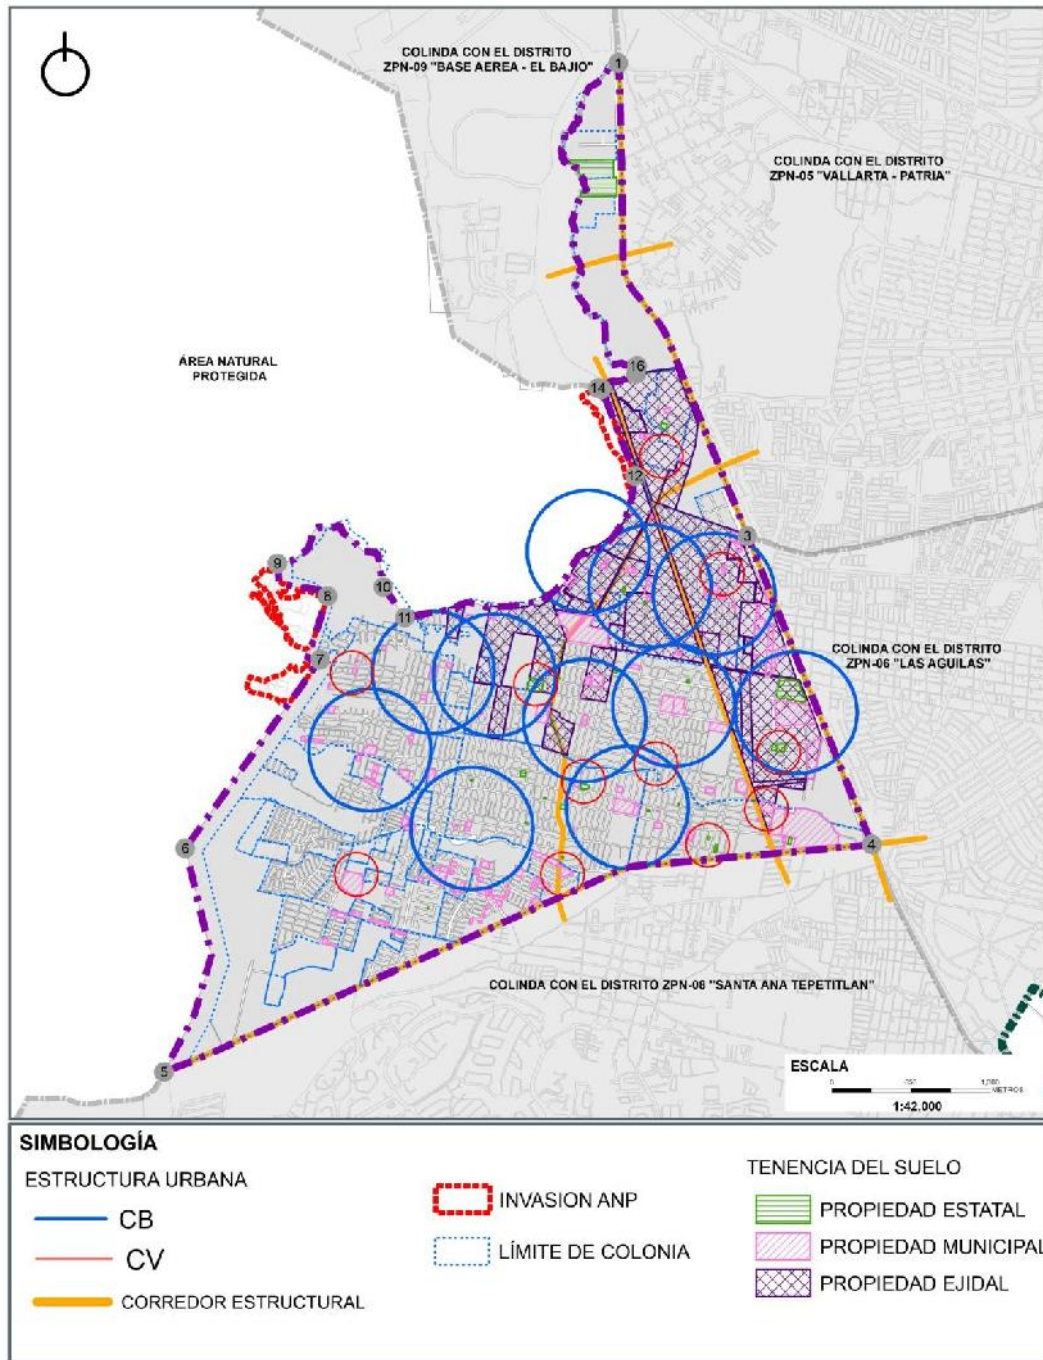 COLINDA CON EL DISTRITO
ZPN-09 "BASE AEREA - EL BAJIO"
1
COLINDA CON EL DISTRITO
ZPN-05 "VALLARTA - PATRIA"
ÁREA NATURAL
PROTEGIDA
16
14
12
3
9
10
8
11
7
COLINDA CON EL DISTRITO
ZPN-06 "LAS AGUILAS"
6
4
COLINDA CON EL DISTRITO ZPN-08 "SANTA ANA TEPETITLAN"
5
ESCALA
0
1,000
METROS
1:42,000
SIMBOLOGÍA
ESTRUCTURA URBANA
CB
CV
CORREDOR ESTRUCTURAL
INVASION ANP
LÍMITE DE COLONIA
TENENCIA DEL SUELO
PROPIEDAD ESTATAL
PROPIEDAD MUNICIPAL
PROPIEDAD EJIDAL